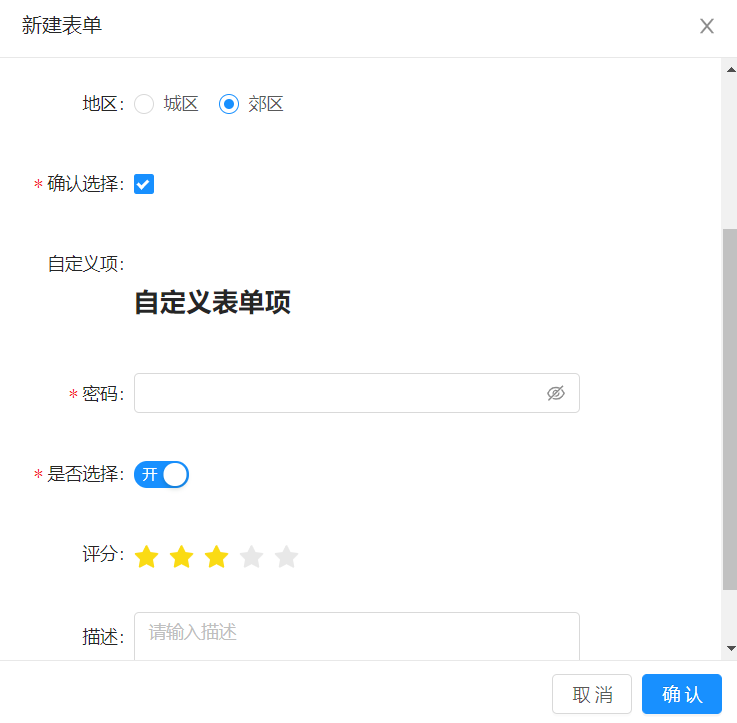 新建表单
地区: 城区 郊区
* 确认选择:
自定义项:
自定义表单项
* 密码:
* 是否选择: 开
评分:
描述: 请输入描述
取 消 确 认